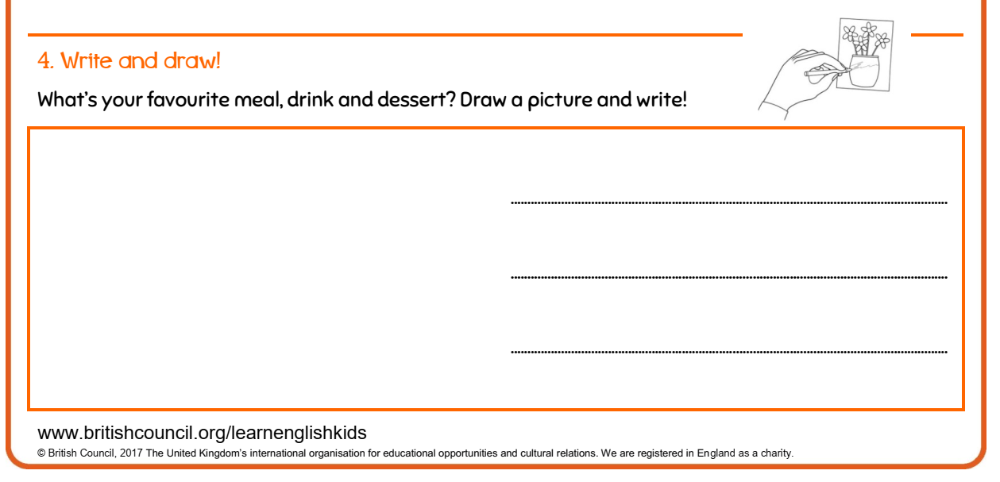 4. Write and draw!
What's your favourite meal, drink and dessert? Draw a picture and write!
www.britishcouncil.org/learnenglishkids
© British Council, 2017 The United Kingdom's international organisation for educational opportunities and cultural relations. We are registered in England as a charity.